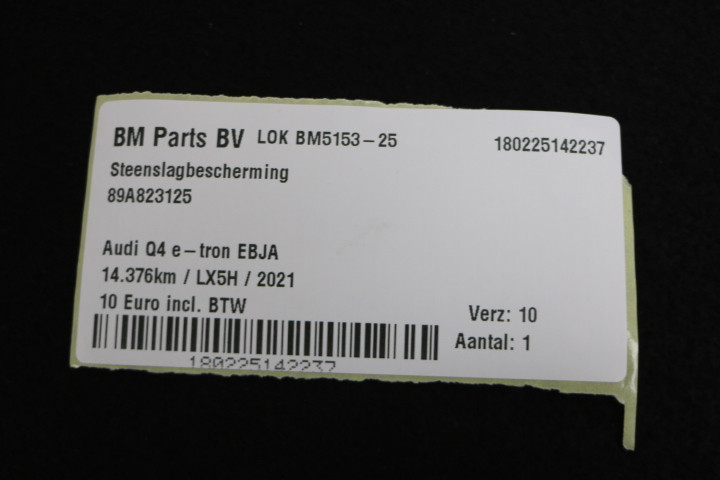 BM Parts BV LOK BM5153-25 180225142237
Steenslagbescherming
89A823125
Audi Q4 e-tron EBJA
14.376km / LX5H / 2021
10 Euro incl. BTW
Verz: 10
Aantal: 1
180225142237